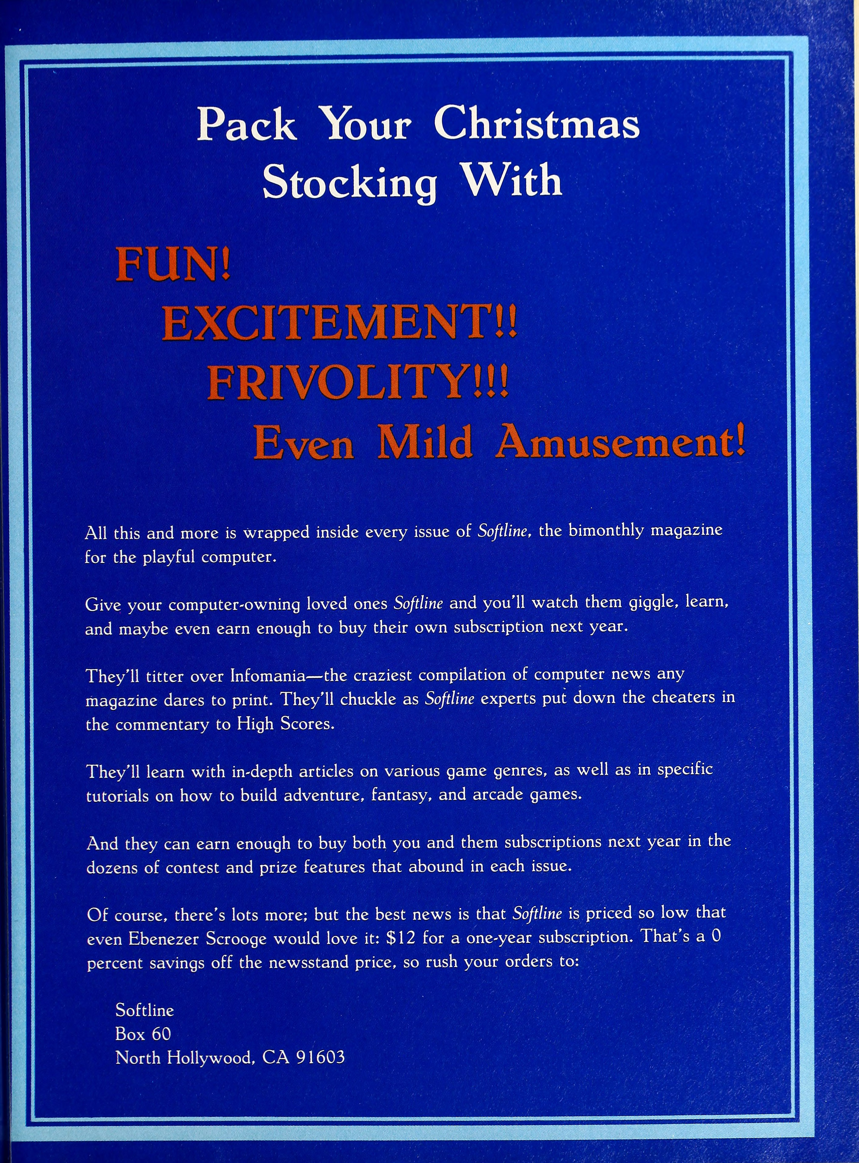 Pack Your Christmas
Stocking With
FUN!
EXCITEMENT!!
FRIVOLITY!!!
Even Mild Amusement!
All this and more is wrapped inside every issue of Softline, the bimonthly magazine
for the playful computer.
Give your computer-owning loved ones Softline and you'll watch them giggle, learn,
and maybe even earn enough to buy their own subscription next year.
They'll titter over Infomania—the craziest compilation of computer news any
magazine dares to print. They'll chuckle as Softline experts put down the cheaters in
the commentary to High Scores.
They'll learn with in-depth articles on various game genres, as well as in specific
tutorials on how to build adventure, fantasy, and arcade games.
And they can earn enough to buy both you and them subscriptions next year in the
dozens of contest and prize features that abound in each issue.
Of course, there's lots more; but the best news is that Softline is priced so low that
even Ebenezer Scrooge would love it: $12 for a one-year subscription. That's a 0
percent savings off the newsstand price, so rush your orders to:
Softline
Box 60
North Hollywood, CA 91603